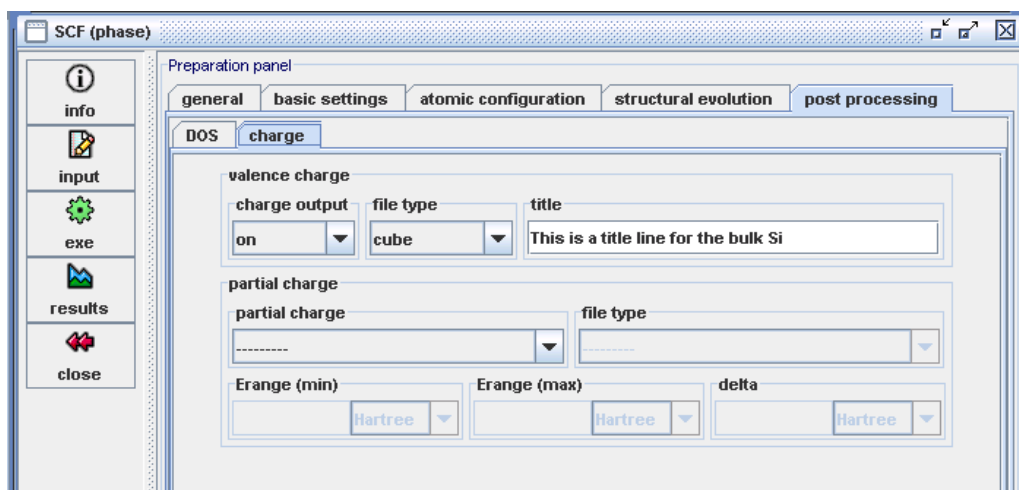 SCF (phase)
info
input
exe
results
close
Preparation panel
general basic settings atomic configuration structural evolution post processing
DOS charge
valence charge
charge output file type title
on cube This is a title line for the bulk Si
partial charge
partial charge file type
--------- ---------
Erange (min) Erange (max) delta
Hartree Hartree Hartree